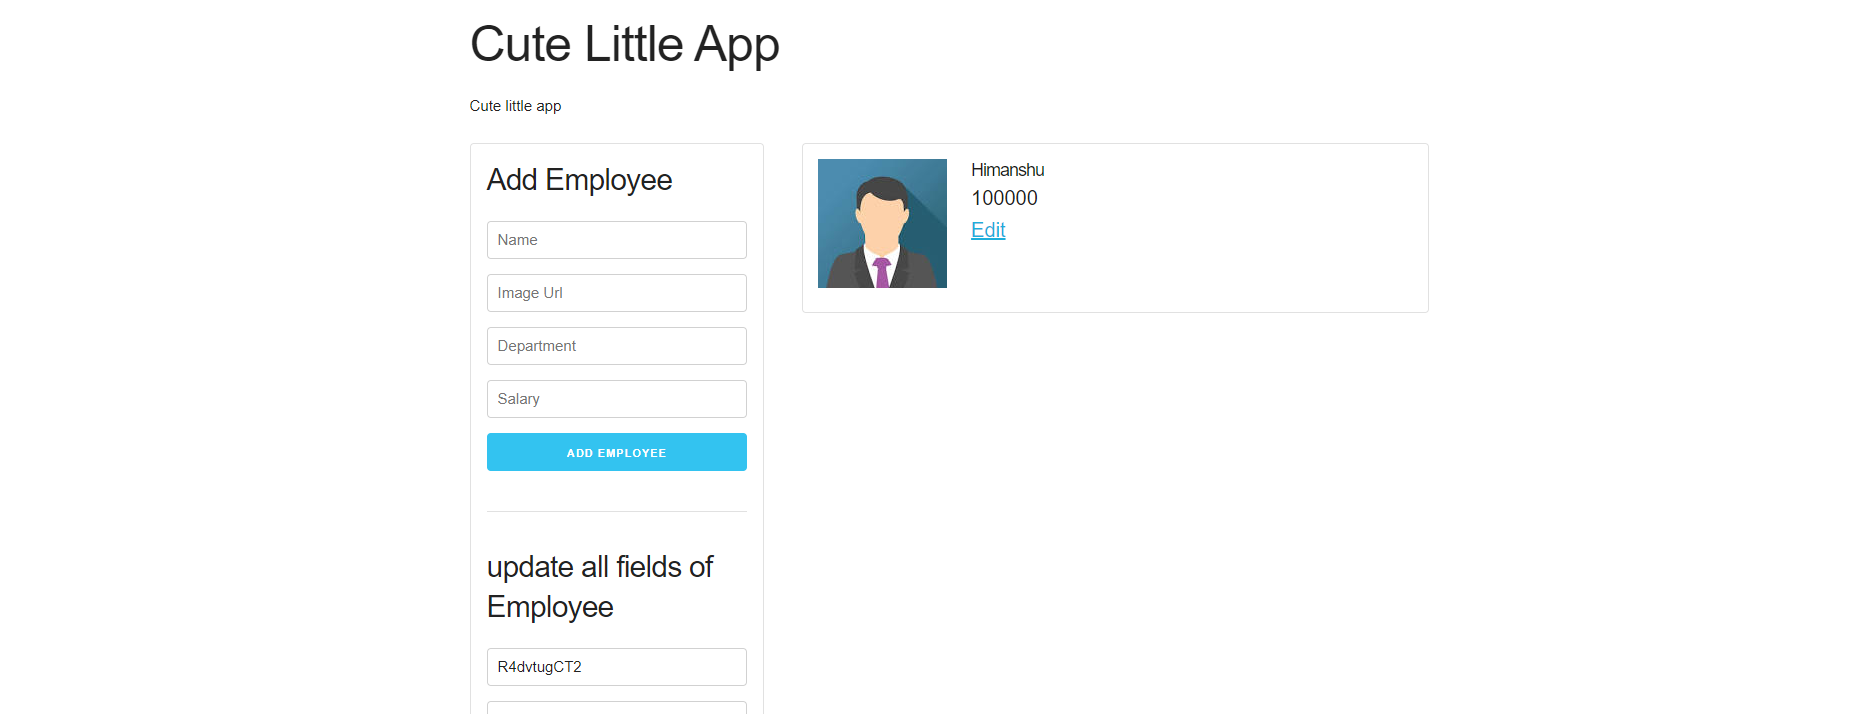 Cute Little App
Cute little app
Add Employee
Name
Image Url
Department
Salary
ADD EMPLOYEE
update all fields of
Employee
R4dvtugCT2
Himanshu
100000
Edit